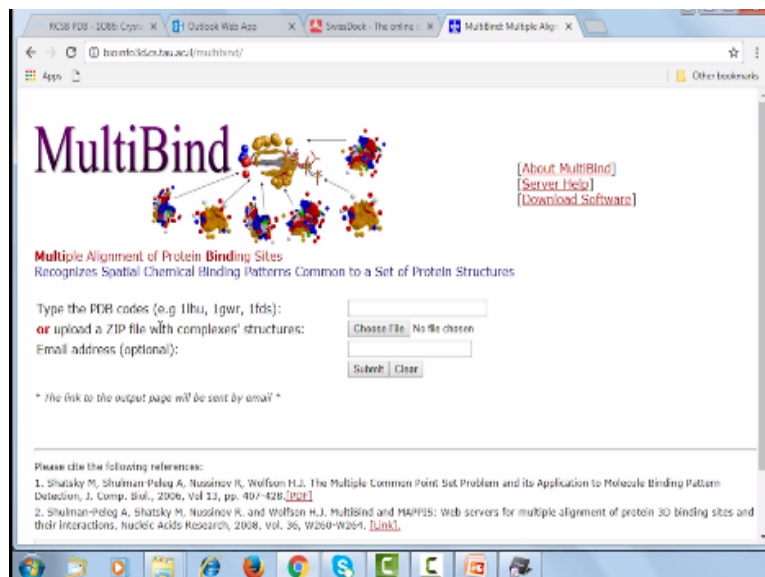 RCSB PDB - 1OB6: Crysta
Outlook Web App
SwissDock - The online
MultiBind: Multiple Alig
bioinfo3d.cs.tau.ac.il/multibind/
Apps
Other bookmarks
MultiBind
[About MultiBind]
[Server Help]
[Download Software]
Multiple Alignment of Protein Binding Sites
Recognizes Spatial Chemical Binding Patterns Common to a Set of Protein Structures
Type the PDB codes (e.g 1lhu, 1gwr, 1fds):
or upload a ZIP file with complexes' structures:
Choose File No file chosen
Email address (optional):
Submit Clear
* The link to the output page will be sent by email *
Please cite the following references:
1. Shatsky M, Shulman-Peleg A, Nussinov R, Wolfson H.J. The Multiple Common Point Set Problem and its Application to Molecule Binding Pattern
Detection, J. Comp. Biol., 2006, Vol 13, pp. 407-428.[PDF]
2. Shulman-Peleg A, Shatsky M, Nussinov R. and Wolfson H.J. MultiBind and MAPPIS: Web servers for multiple alignment of protein 3D binding sites and
their interactions, Nucleic Acids Research, 2008, Vol. 36, W260-W264. [Link].